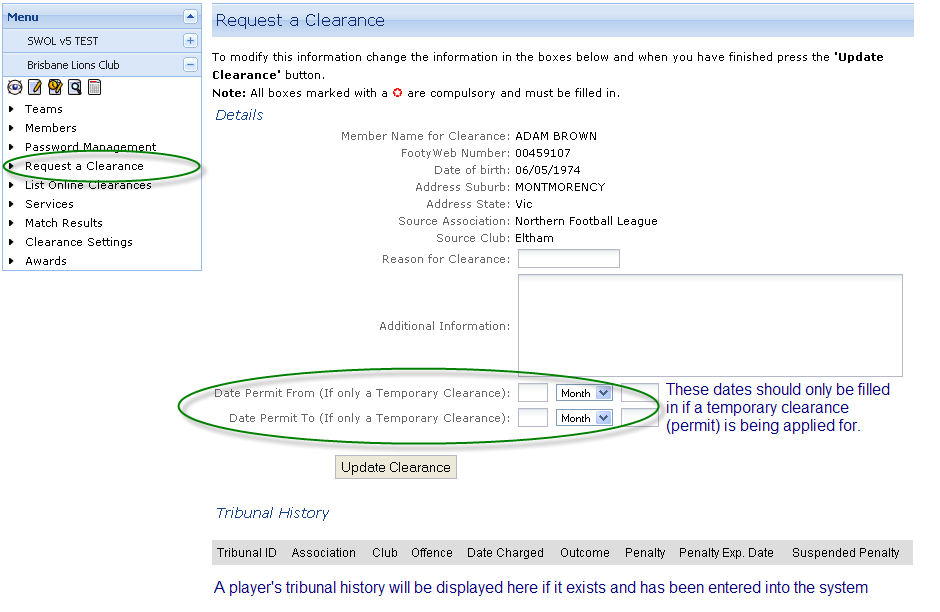 Menu
SWOL v5 TEST
Brisbane Lions Club
Teams
Members
Password Management
Request a Clearance
List Online Clearances
Services
Match Results
Clearance Settings
Awards
Request a Clearance
To modify this information change the information in the boxes below and when you have finished press the 'Update
Clearance' button.
Note: All boxes marked with a are compulsory and must be filled in.
Details
Member Name for Clearance: ADAM BROWN
FootyWeb Number: 00459107
Date of birth: 06/05/1974
Address Suburb: MONTMORENCY
Address State: Vic
Source Association: Northern Football League
Source Club: Eltham
Reason for Clearance:
Additional Information:
Date Permit From (If only a Temporary Clearance): Month
Date Permit To (If only a Temporary Clearance): Month
These dates should only be filled
in if a temporary clearance
(permit) is being applied for.
Update Clearance
Tribunal History
Tribunal ID Association Club Offence Date Charged Outcome Penalty Penalty Exp. Date Suspended Penalty
A player's tribunal history will be displayed here if it exists and has been entered into the system